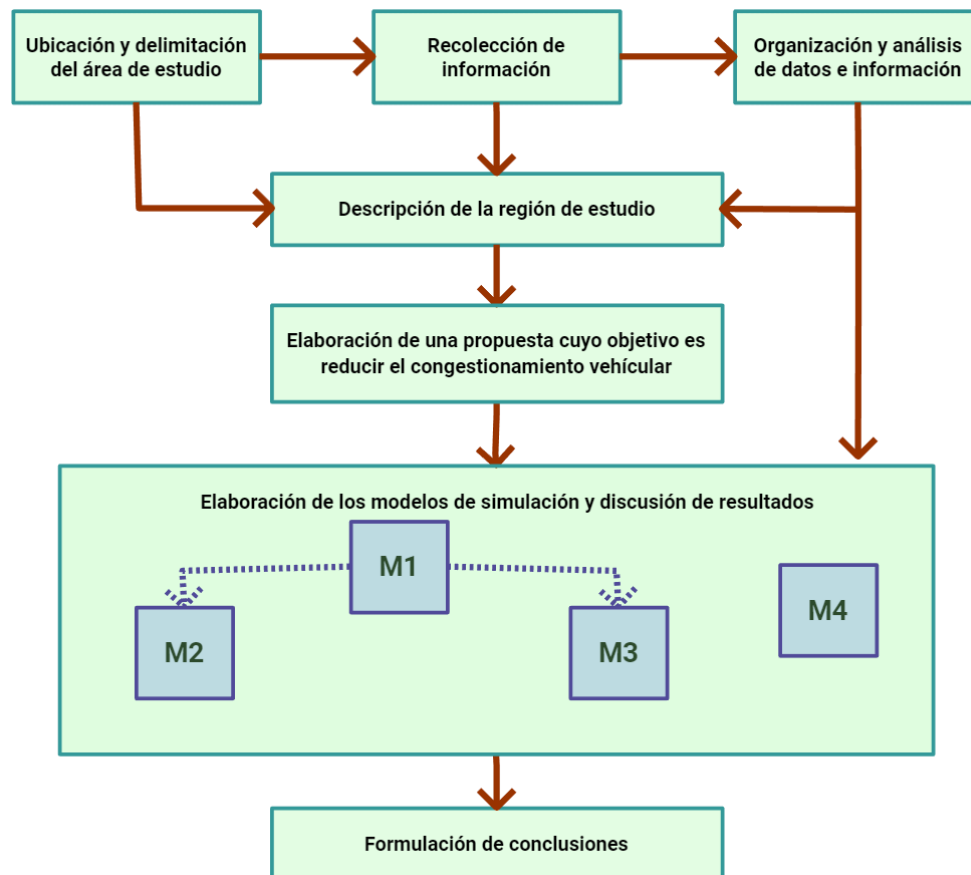 Ubicación y delimitación
del área de estudio
Recolección de
información
Organización y análisis
de datos e información
Descripción de la región de estudio
Elaboración de una propuesta cuyo objetivo es
reducir el congestionamiento vehícular
Elaboración de los modelos de simulación y discusión de resultados
M1
M2
M3
M4
Formulación de conclusiones